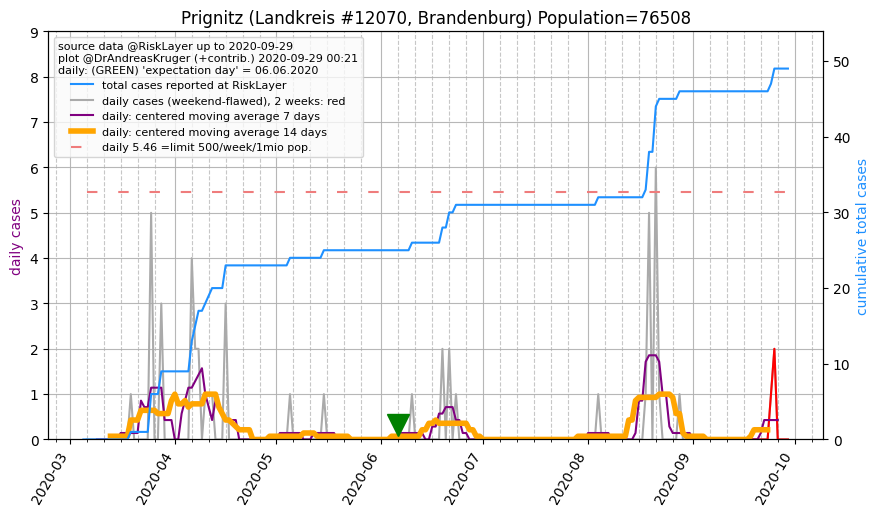 Prignitz (Landkreis #12070, Brandenburg) Population=76508
source data @RiskLayer up to 2020-09-29
plot @DrAndreasKruger (+contrib.) 2020-09-29 00:21
daily: (GREEN) 'expectation day' = 06.06.2020
total cases reported at RiskLayer
daily cases (weekend-flawed), 2 weeks: red
daily: centered moving average 7 days
daily: centered moving average 14 days
daily 5.46 =limit 500/week/1mio pop.
daily cases
9
8
7
6
5
4
3
2
1
0
cumulative total cases
50
40
30
20
10
0
2020-03
2020-04
2020-05
2020-06
2020-07
2020-08
2020-09
2020-10